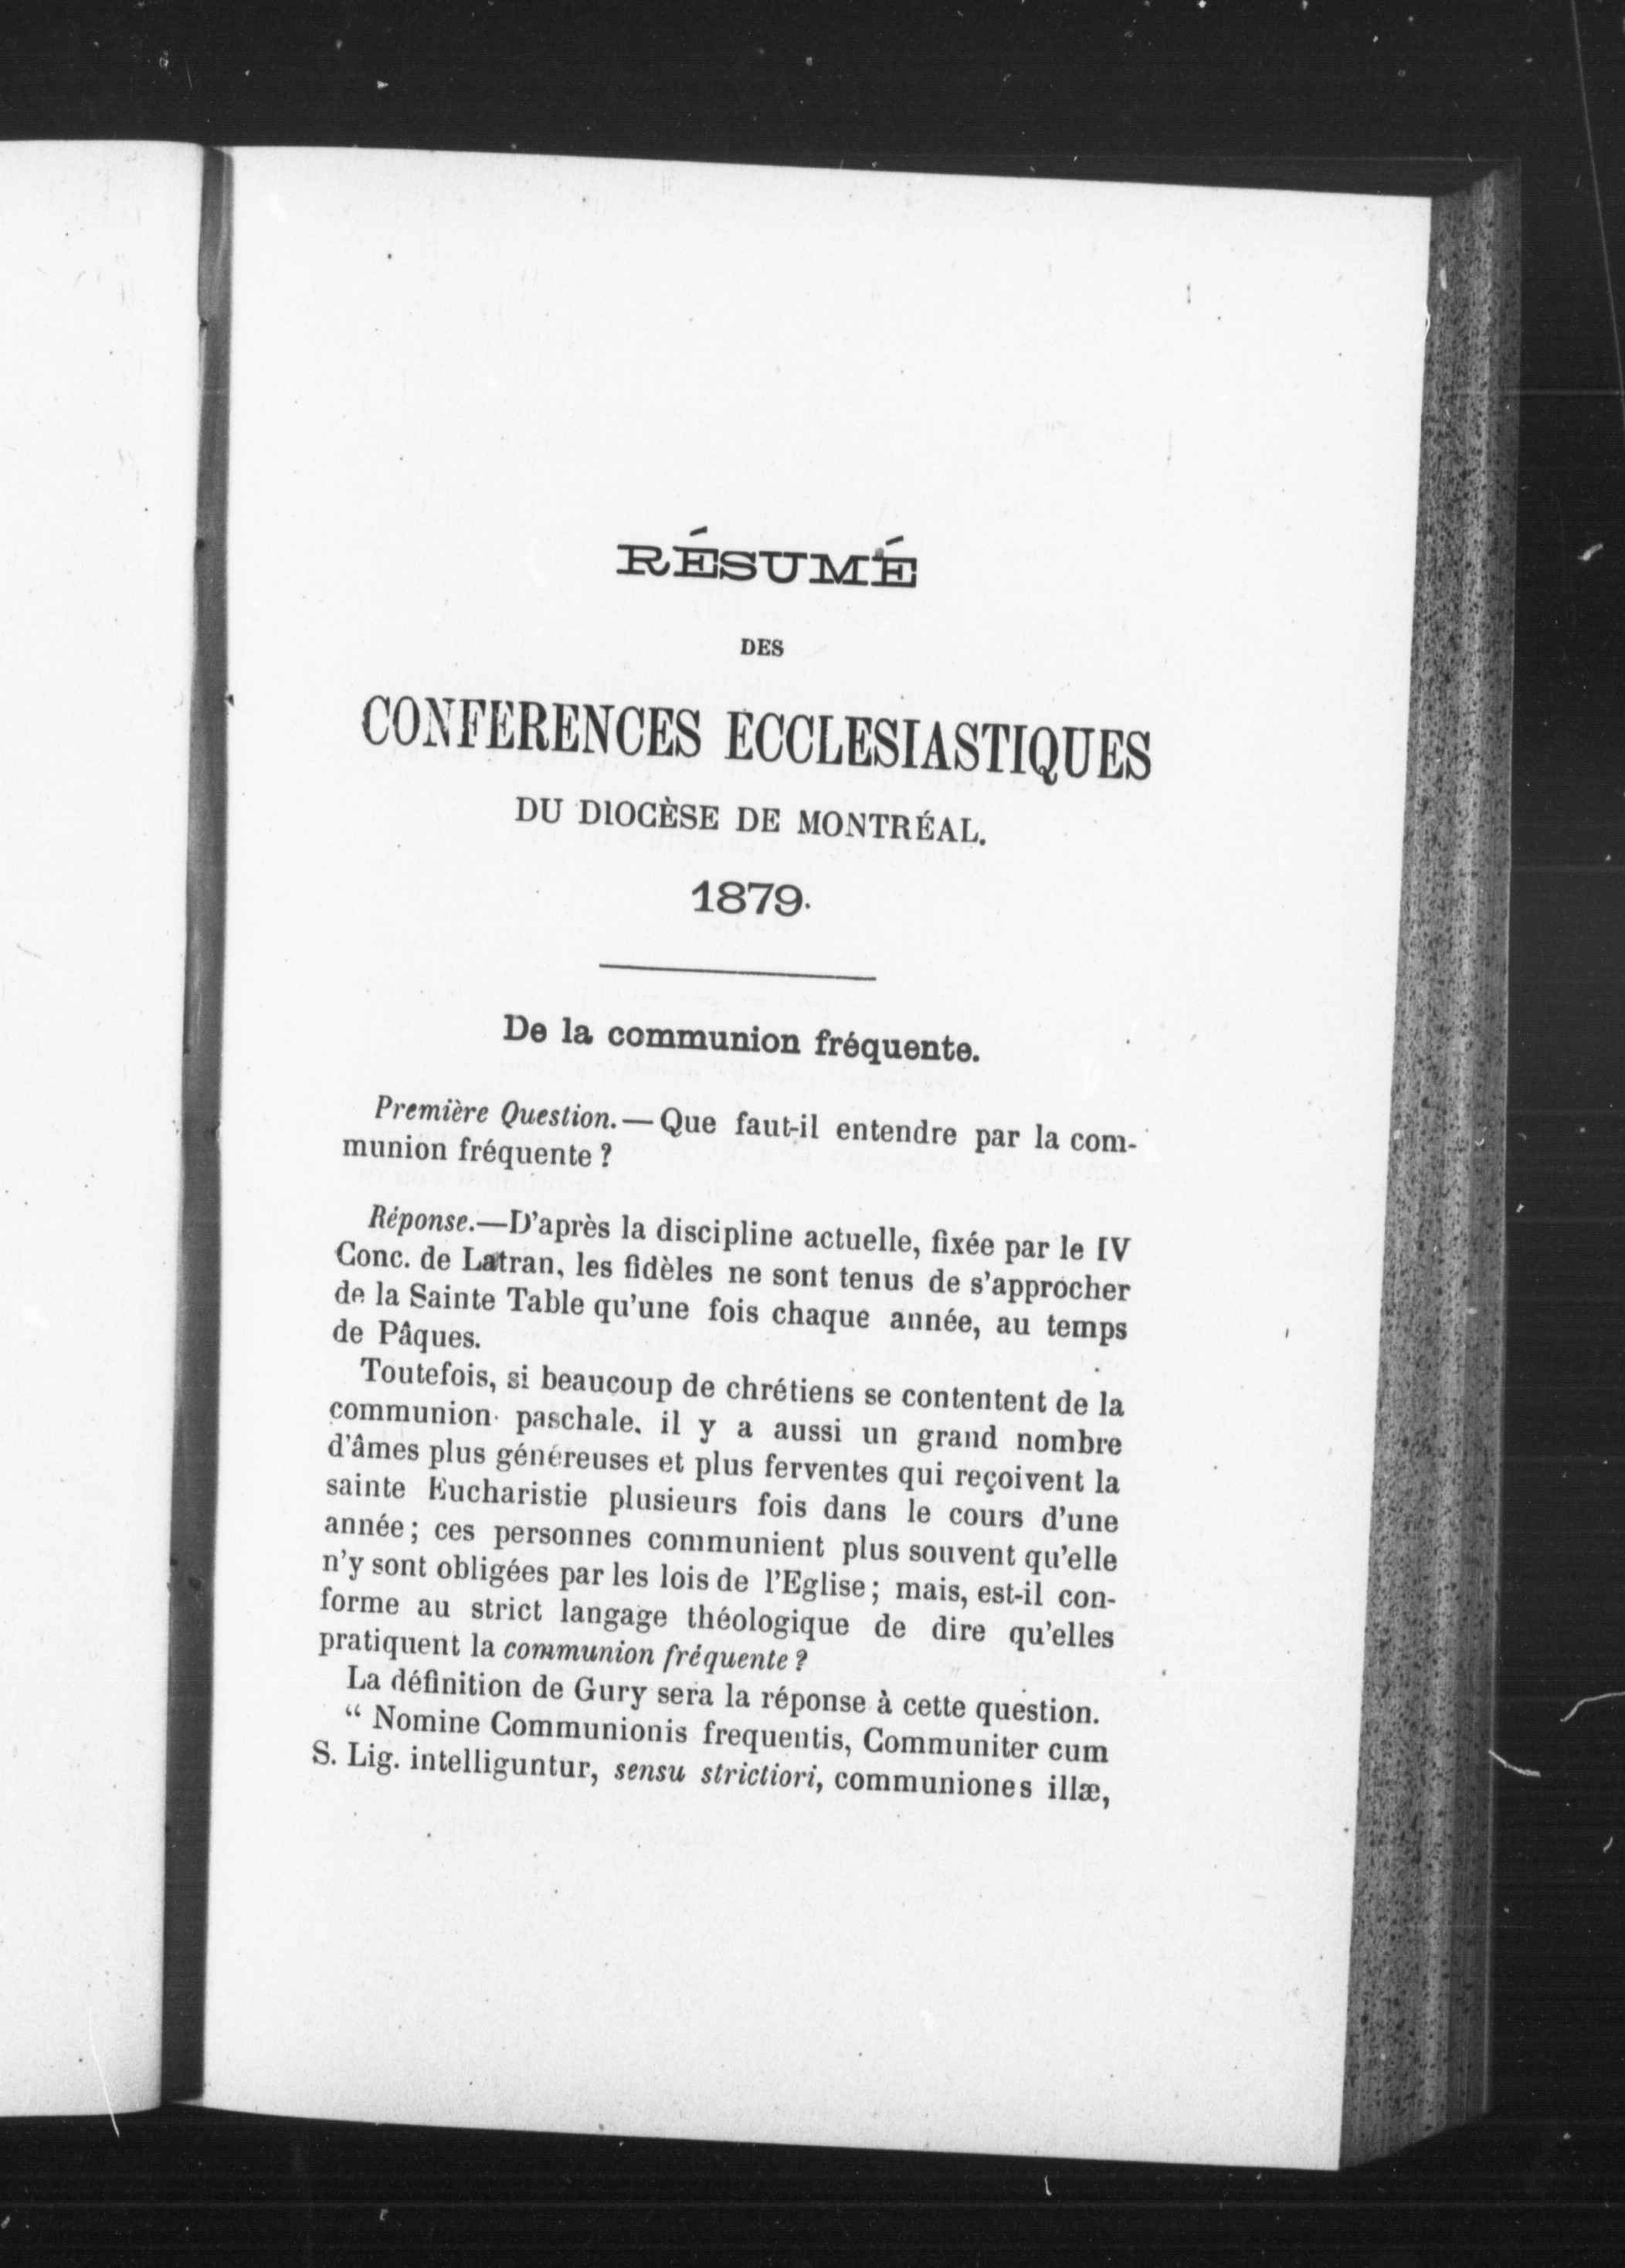 RÉSUMÉ
DES
CONFERENCES ECCLESIASTIQUES
DU DIOCÈSE DE MONTRÉAL.
1879.
De la communion fréquente.
Première Question.—Que faut-il entendre par la com-
munion fréquente ?
Réponse.—D'après la discipline actuelle, fixée par le IV
Conc. de Latran, les fidèles ne sont tenus de s'approcher
de la Sainte Table qu'une fois chaque année, au temps
de Pâques.
Toutefois, si beaucoup de chrétiens se contentent de la
communion paschale, il y a aussi un grand nombre
d'âmes plus généreuses et plus ferventes qui reçoivent la
sainte Eucharistie plusieurs fois dans le cours d'une
année ; ces personnes communient plus souvent qu'elle
n'y sont obligées par les lois de l'Eglise ; mais, est-il con-
forme au strict langage théologique de dire qu'elles
pratiquent la communion fréquente ?
La définition de Gury sera la réponse à cette question.
“ Nomine Communionis frequentis, Communiter cum
S. Lig. intelliguntur, sensu strictiori, communiones illæ,